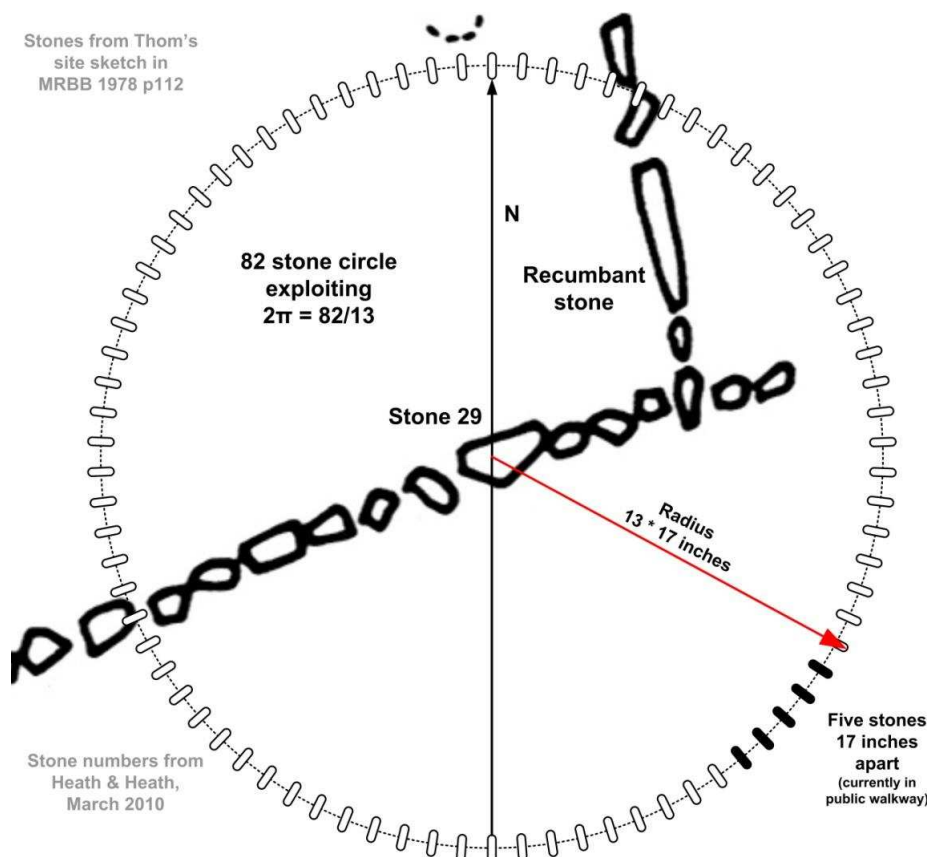 Stones from Thom's
site sketch in
MRBB 1978 p112
N
82 stone circle
exploiting
2π = 82/13
Recumbant
stone
Stone 29
Radius
13 * 17 inches
Five stones
17 inches
apart
(currently in
public walkway)
Stone numbers from
Heath & Heath,
March 2010